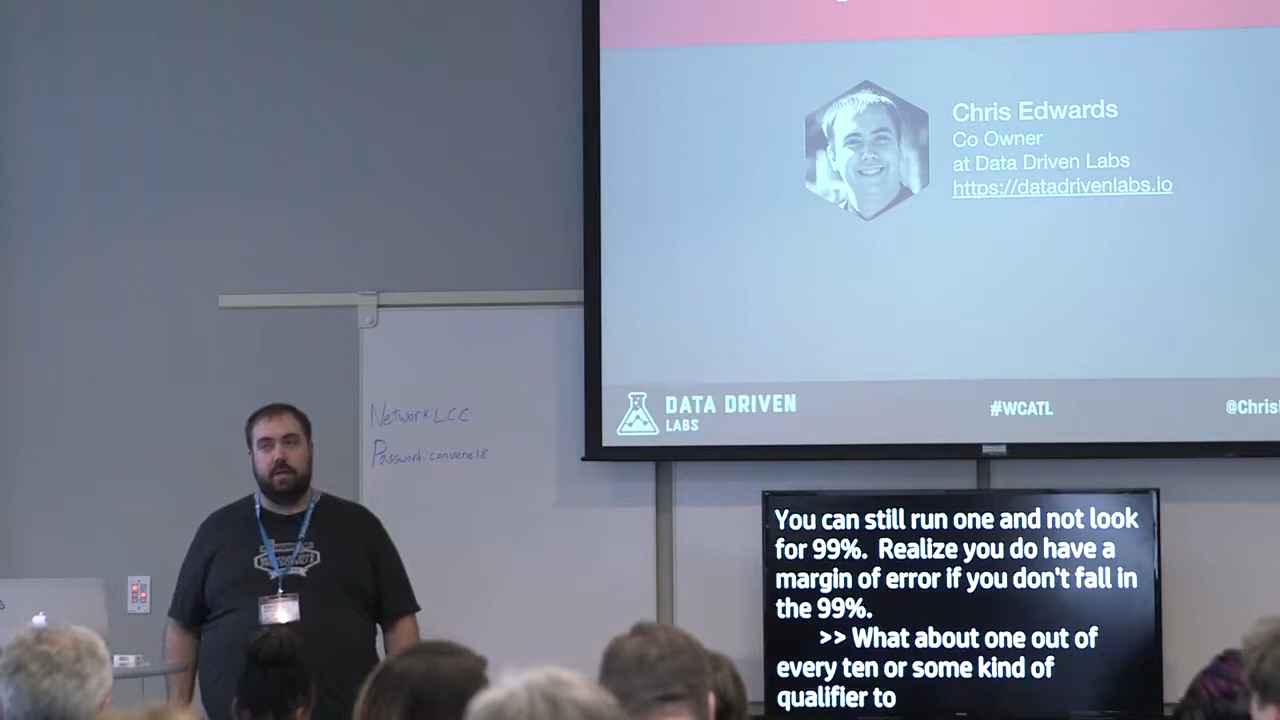 Chris Edwards
Co Owner
at Data Driven Labs
https://datadrivenlabs.io
DATA DRIVEN
LABS
#WCATL
@Chris
Network: LCC
Password: convene18
You can still run one and not look
for 99%. Realize you do have a
margin of error if you don't fall in
the 99%.
>> What about one out of
every ten or some kind of
qualifier to